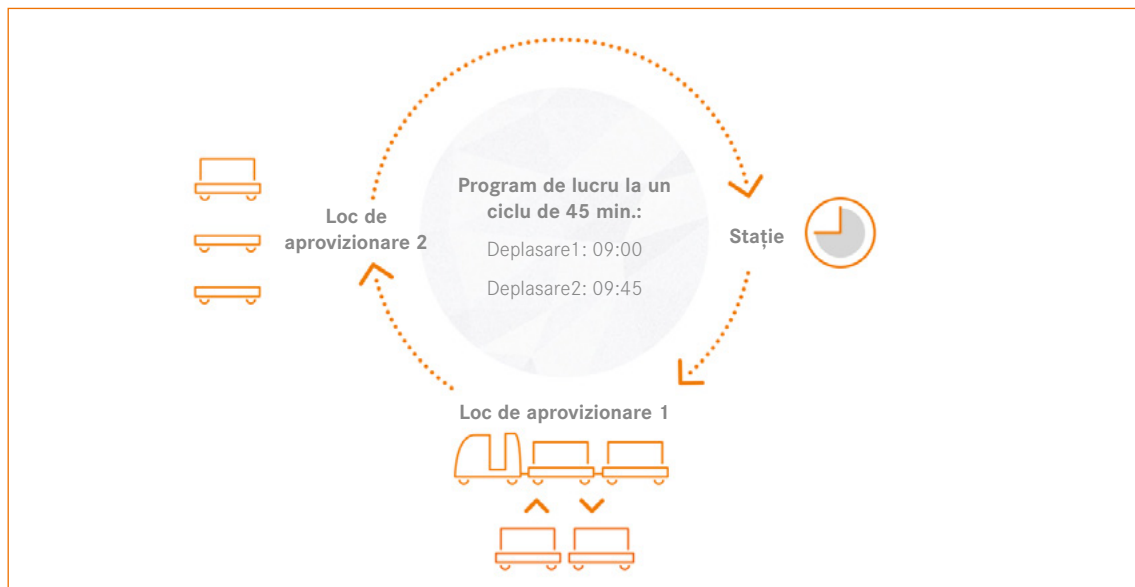 Program de lucru la un
ciclu de 45 min.:
Deplasare1: 09:00
Deplasare2: 09:45
Loc de
aprovizionare 2
Stație
Loc de aprovizionare 1